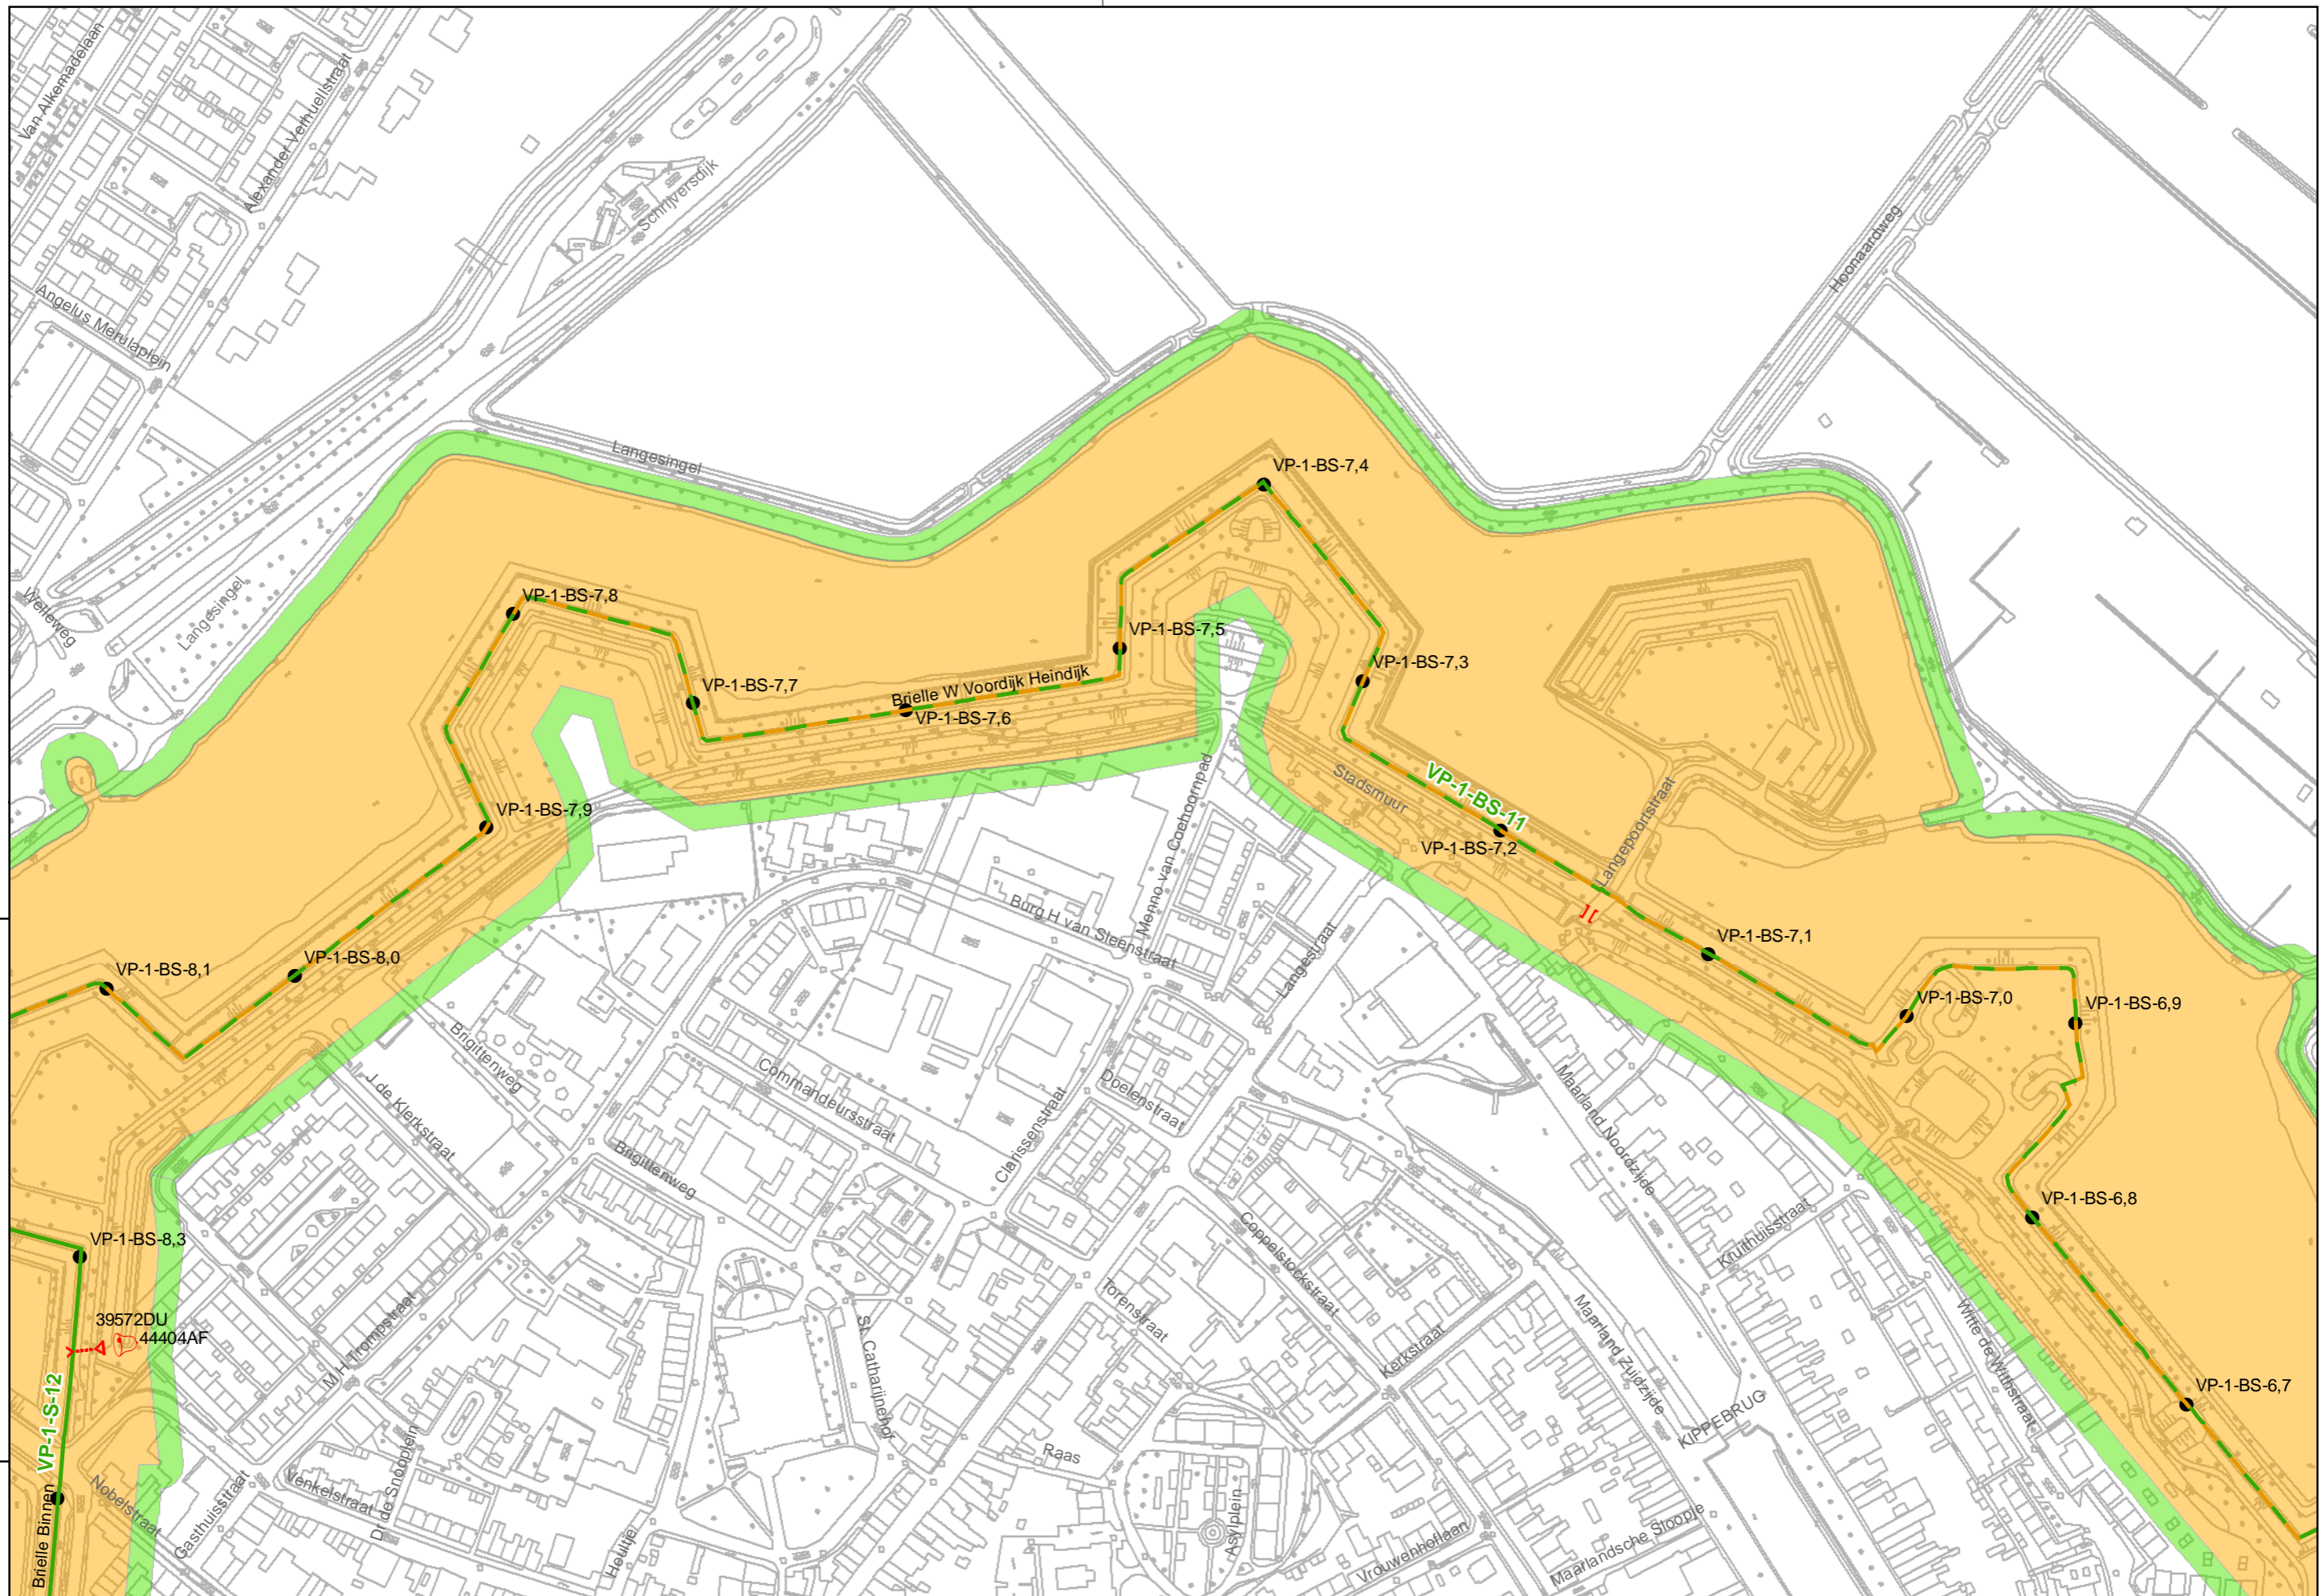 Van Alkemadelaan
Alexander Verhuellstraat
Schrijversdijk
Hoonaardweg
Angelus Merulaplein
Langesingel
VP-1-BS-7,4
Welleweg
Langesingel
VP-1-BS-7,8
VP-1-BS-7,5
VP-1-BS-7,3
VP-1-BS-7,7
Brielle W Voordijk Heindijk
VP-1-BS-7,6
Stadsmuur
VP-1-BS-11
VP-1-BS-7,9
VP-1-BS-7,2
Langepoortstraat
Menno van Coehoornpad
Burg H van Sleenstraat
11
Langestraat
VP-1-BS-7,1
VP-1-BS-8,1
VP-1-BS-8,0
VP-1-BS-7,0
VP-1-BS-6,9
Brigittenweg
J de Klerkstraat
Commandeursstraat
Doelenstraat
Clarissenstraat
Maarland Noordzijde
Brigittenweg
VP-1-BS-6,8
Kruithuisstraat
Coppelstockstraat
VP-1-BS-8,3
39572DU
44404AF
M H Trompstraat
St. Catharijnehof
Torenstraat
Kerkstraat
Maarland Zuidzijde
Witte de Withstraat
VP-1-BS-6,7
VP-1-S-12
KIPPEBRUG
Raas
Nobelstraat
Gasthuisstraat
Venkelstraat
Dr de Snooplein
Brielle Binnen
Heultje
Asylplein
Vrouwenhoflaan
Maarlandsche Stoopje